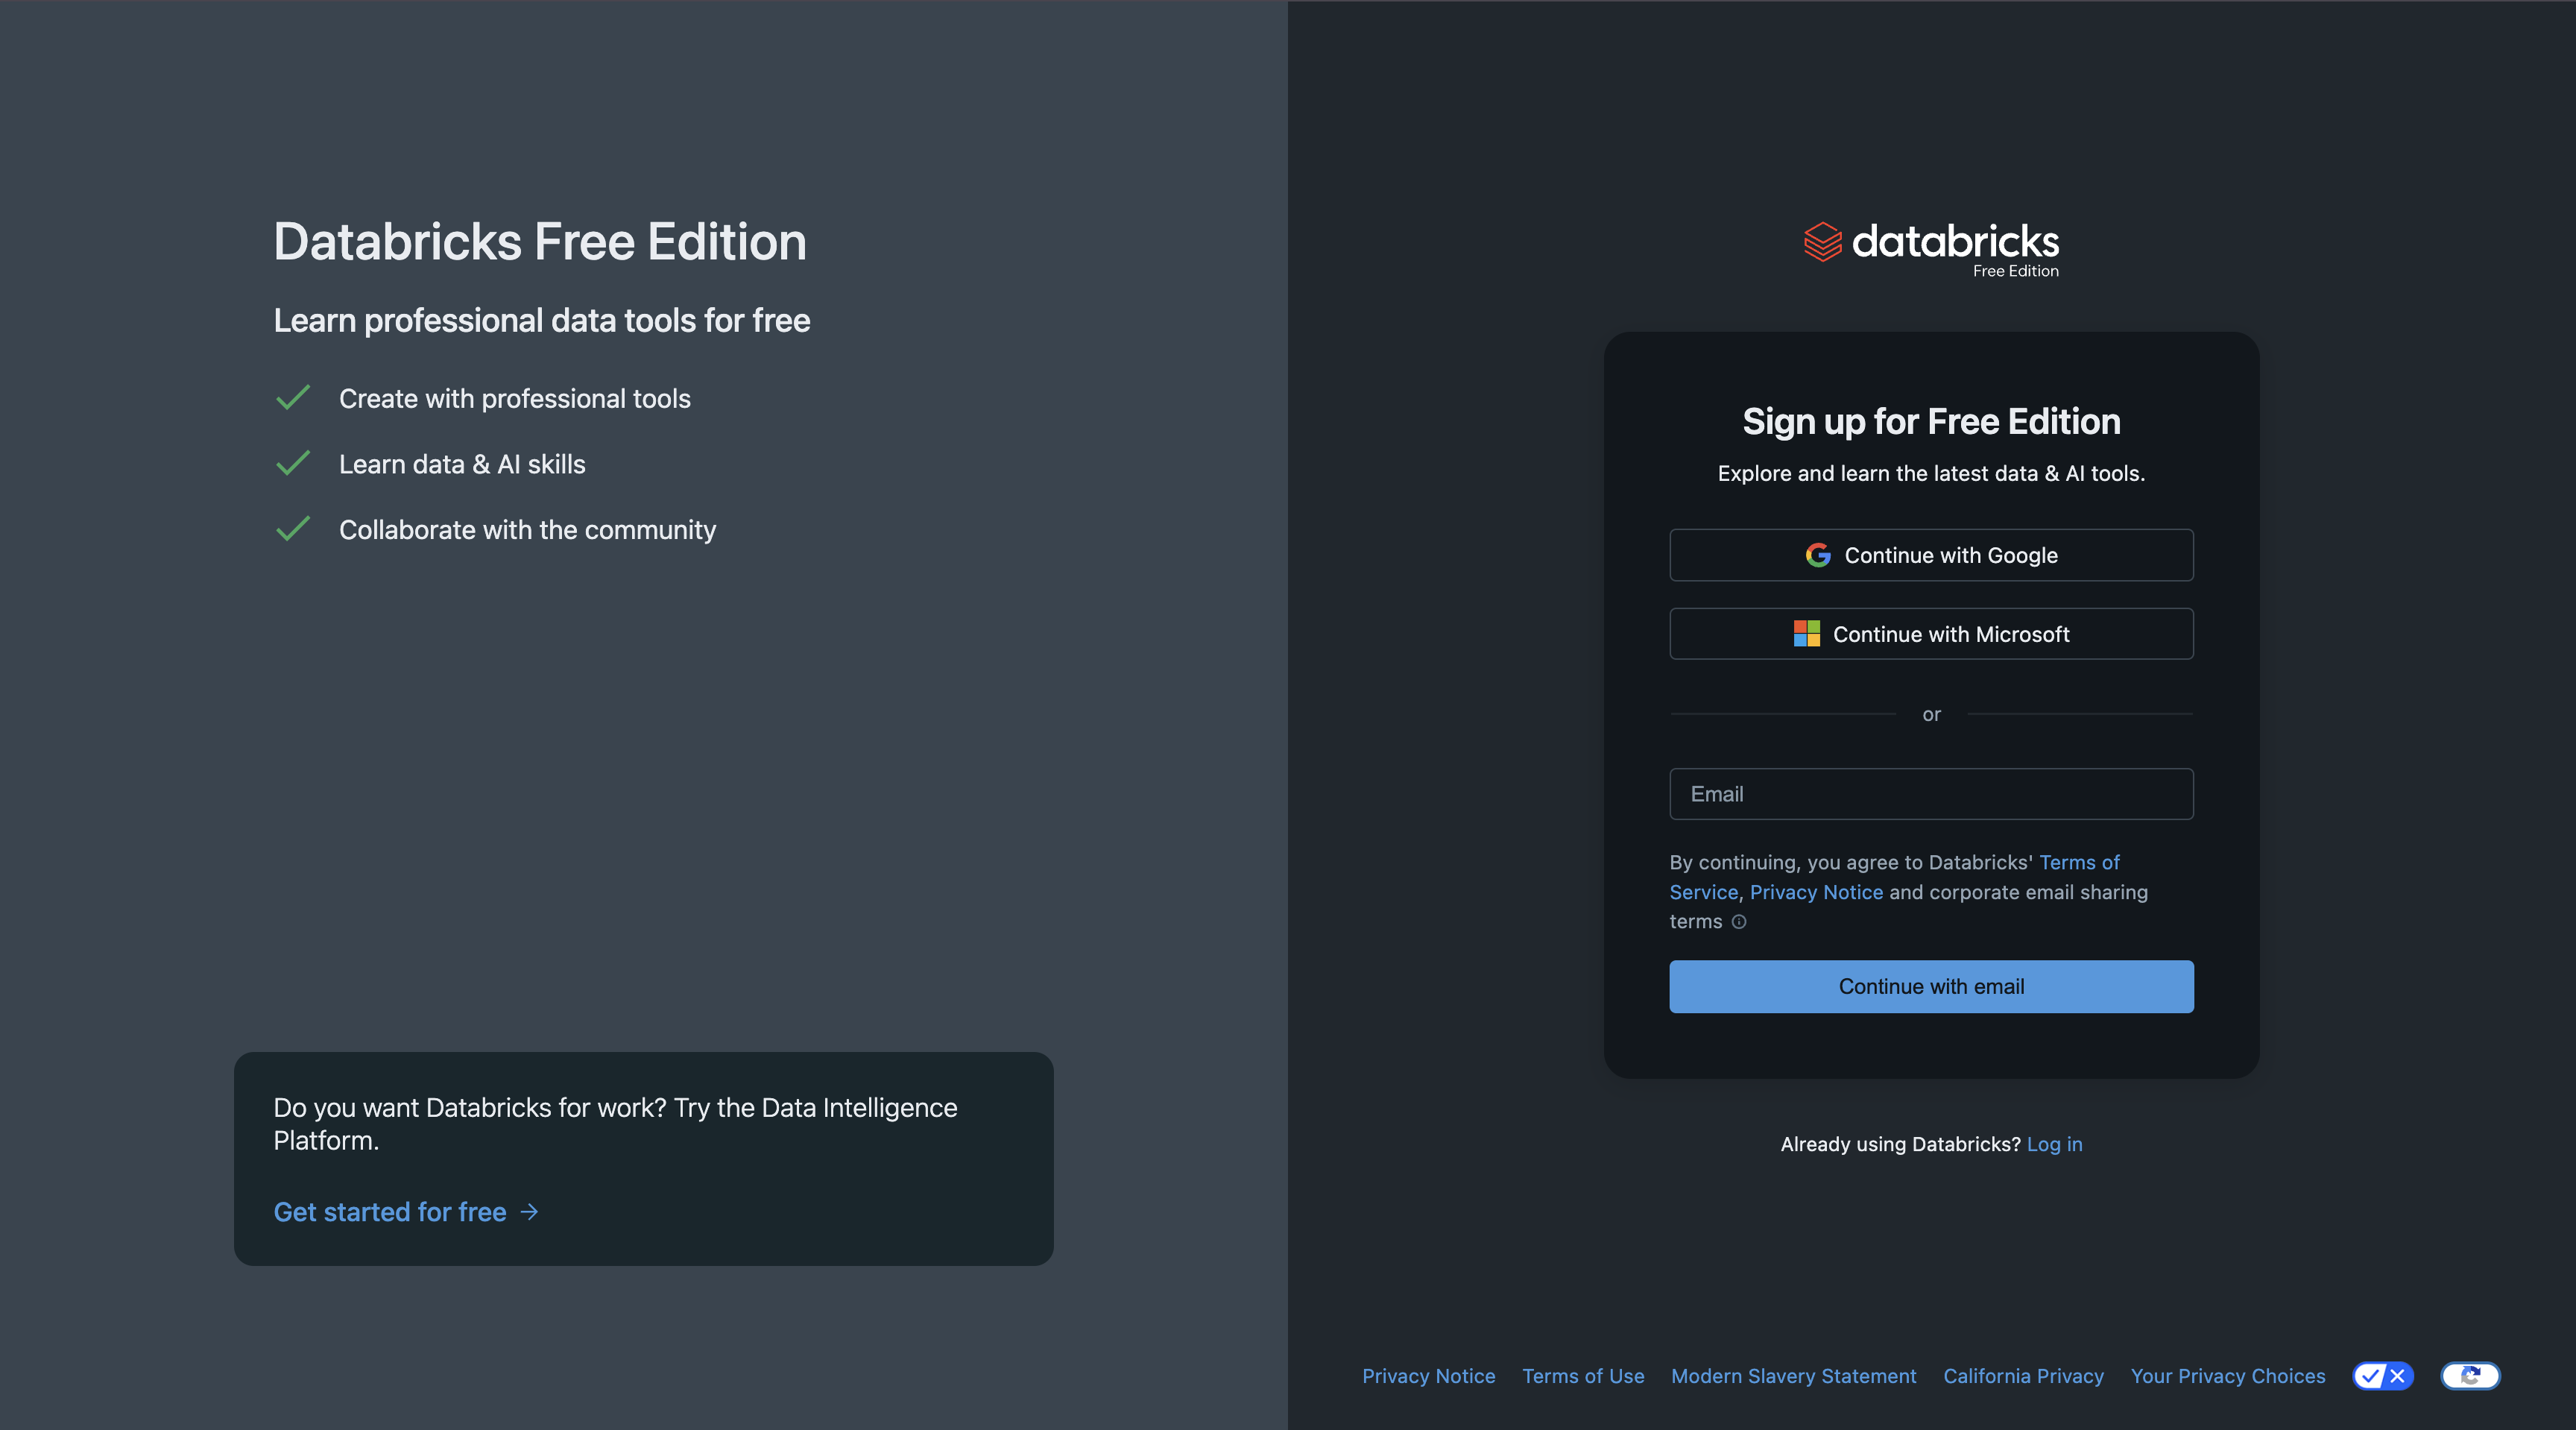 Databricks Free Edition
Learn professional data tools for free
Create with professional tools
Learn data & AI skills
Collaborate with the community
Do you want Databricks for work? Try the Data Intelligence
Platform.
Get started for free →
databricks
Free Edition
Sign up for Free Edition
Explore and learn the latest data & AI tools.
Continue with Google
Continue with Microsoft
or
Email
By continuing, you agree to Databricks' Terms of
Service, Privacy Notice and corporate email sharing
terms
Continue with email
Already using Databricks? Log in
Privacy Notice Terms of Use Modern Slavery Statement California Privacy Your Privacy Choices